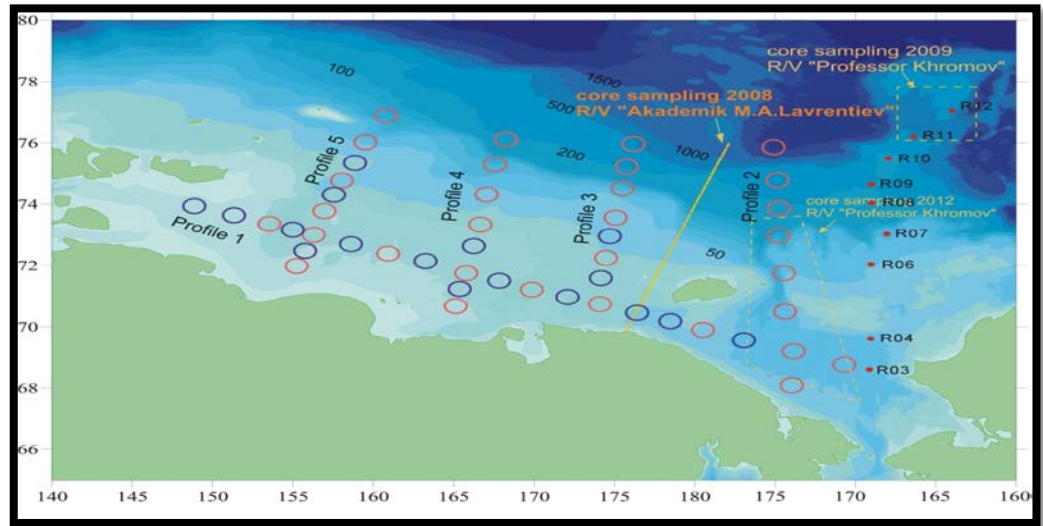 80
78
76
74
72
70
68
66
140
145
150
155
160
165
170
175
180
175
170
165
160
100
1500
500
200
1000
50
core sampling 2009
R/V "Professor Khromov"
core sampling 2008
R/V "Akademik M.A.Lavrentiev"
core sampling 2012
R/V "Professor Khromov"
Profile 1
Profile 5
Profile 4
Profile 3
Profile 2
R12
R11
R10
R09
R08
R07
R06
R04
R03